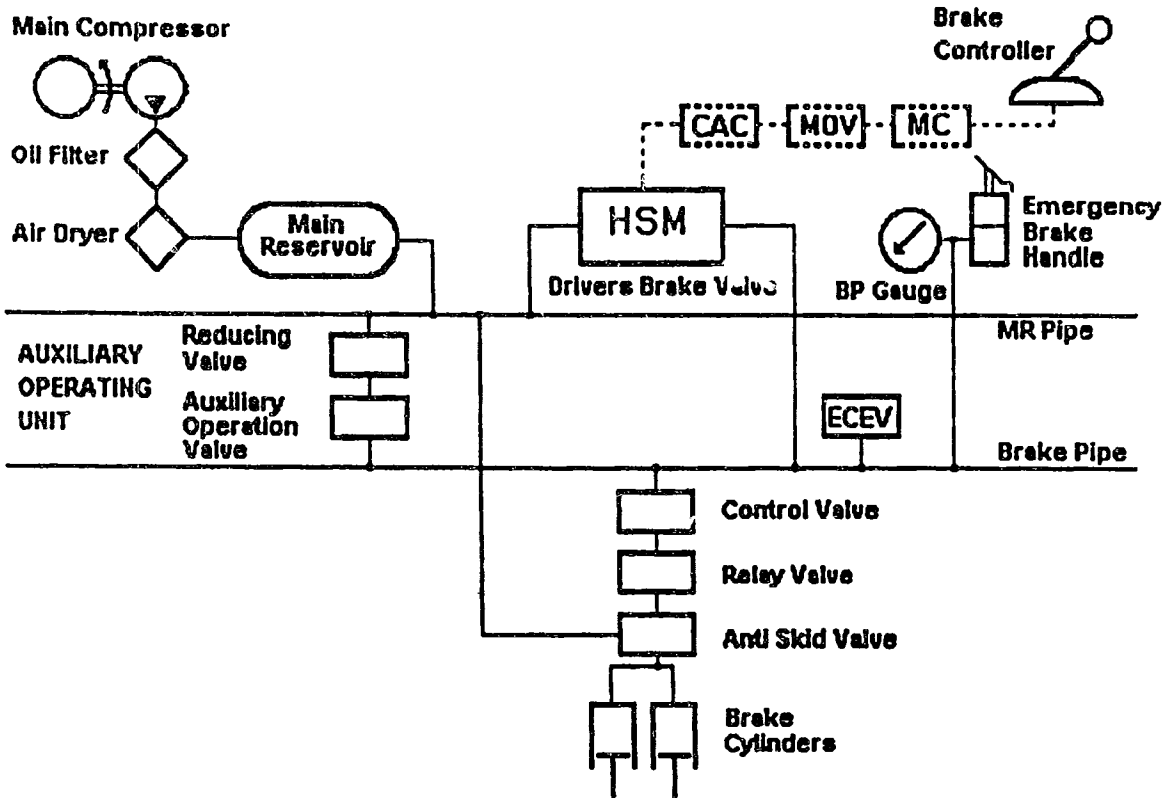 Main Compressor
Brake
Controller
CAC
MOV
MC
Oil Filter
Air Dryer
Main
Reservoir
HSM
Drivers Brake Valve
BP Gauge
Emergency
Brake
Handle
MR Pipe
AUXILIARY
OPERATING
UNIT
Reducing
Valve
Auxiliary
Operation
Valve
ECEV
Brake Pipe
Control Valve
Relay Valve
Anti Skid Valve
Brake
Cylinders